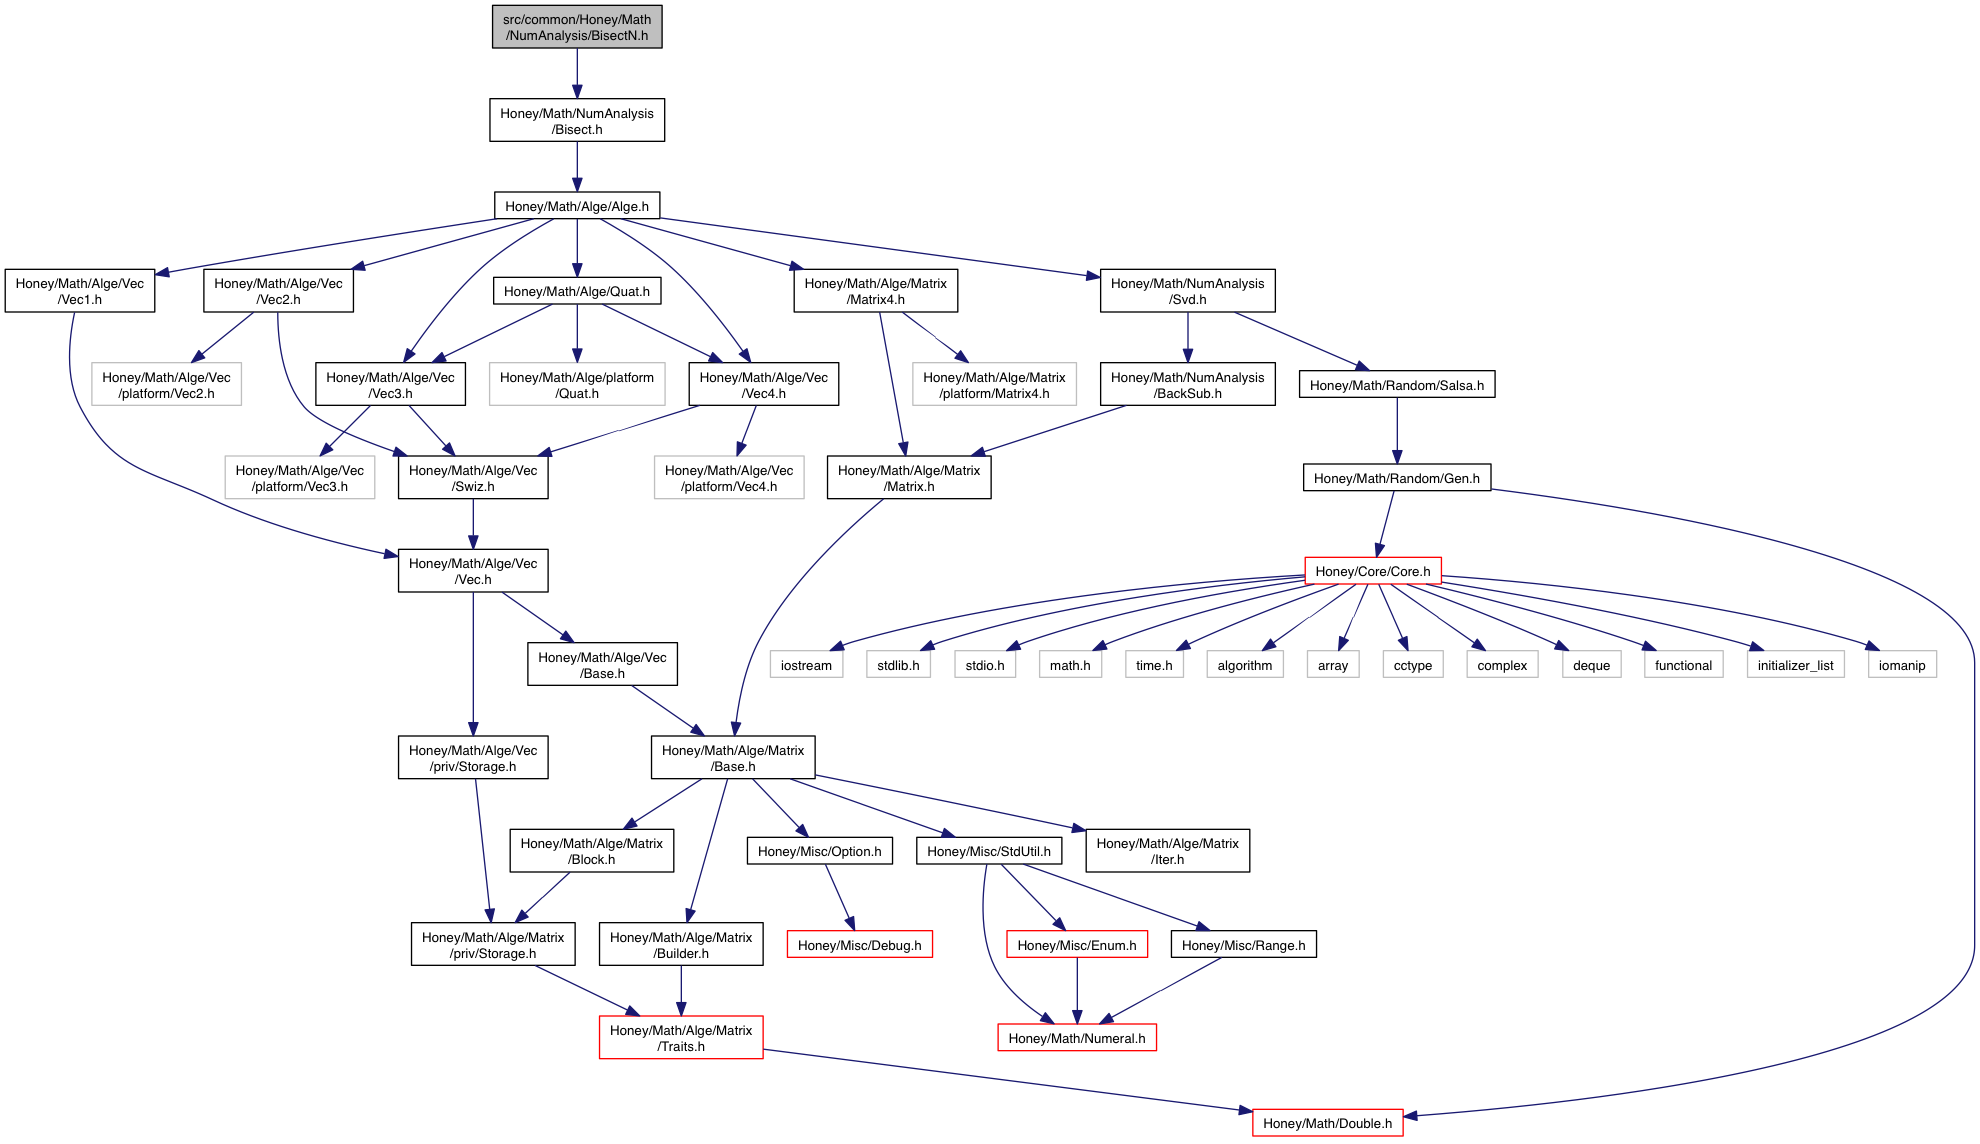 src/common/Honey/Math
/NumAnalysis/BisectN.h
Honey/Math/NumAnalysis
/Bisect.h
Honey/Math/Alge/Alge.h
Honey/Math/Alge/Vec
/Vec1.h
Honey/Math/Alge/Vec
/Vec2.h
Honey/Math/Alge/Quat.h
Honey/Math/Alge/Matrix
/Matrix4.h
Honey/Math/NumAnalysis
/Svd.h
Honey/Math/Alge/Vec
/platform/Vec2.h
Honey/Math/Alge/Vec
/Vec3.h
Honey/Math/Alge/platform
/Quat.h
Honey/Math/Alge/Vec
/Vec4.h
Honey/Math/Alge/Matrix
/platform/Matrix4.h
Honey/Math/NumAnalysis
/BackSub.h
Honey/Math/Random/Salsa.h
Honey/Math/Alge/Vec
/platform/Vec3.h
Honey/Math/Alge/Vec
/Swiz.h
Honey/Math/Alge/Vec
/platform/Vec4.h
Honey/Math/Alge/Matrix
/Matrix.h
Honey/Math/Random/Gen.h
Honey/Math/Alge/Vec
/Vec.h
Honey/Core/Core.h
Honey/Math/Alge/Vec
/Base.h
iostream
stdlib.h
stdio.h
math.h
time.h
algorithm
array
cctype
complex
deque
functional
initializer_list
iomanip
Honey/Math/Alge/Vec
/priv/Storage.h
Honey/Math/Alge/Matrix
/Base.h
Honey/Math/Alge/Matrix
/Block.h
Honey/Misc/Option.h
Honey/Misc/StdUtil.h
Honey/Math/Alge/Matrix
/Iter.h
Honey/Math/Alge/Matrix
/priv/Storage.h
Honey/Math/Alge/Matrix
/Builder.h
Honey/Misc/Debug.h
Honey/Misc/Enum.h
Honey/Misc/Range.h
Honey/Math/Alge/Matrix
/Traits.h
Honey/Math/Numeral.h
Honey/Math/Double.h